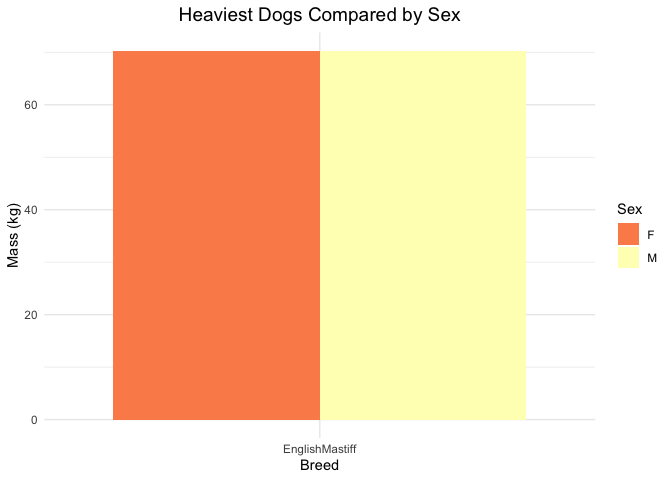 Heaviest Dogs Compared by Sex
Mass (kg)
60
40
20
0
EnglishMastiff
Breed
Sex
F
M